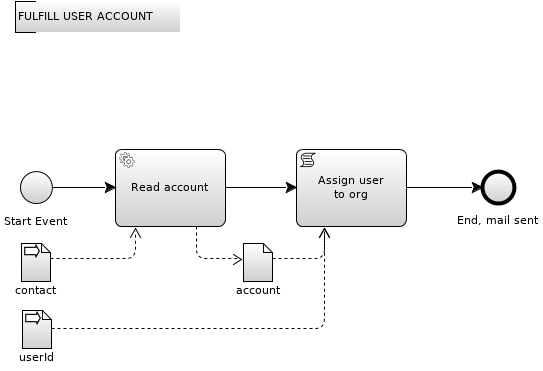 FULFILL USER ACCOUNT
Read account
Assign user
to org
Start Event
End, mail sent
contact
account
userId